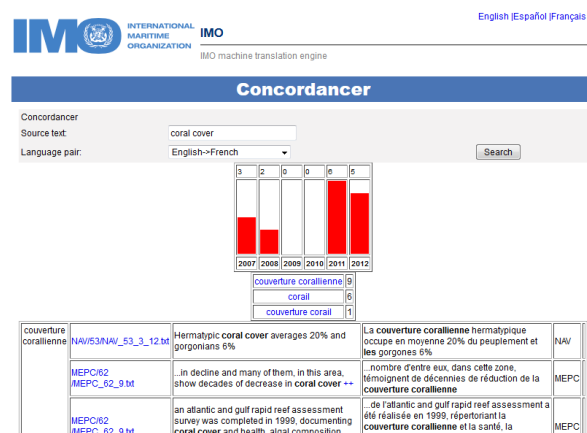 English |Español |Français
IMO
INTERNATIONAL
MARITIME
ORGANIZATION
IMO
IMO machine translation engine
Concordancer
Concordancer
Source text: coral cover
Language pair: English->French Search
3 2 0 0 6 5
2007 2008 2009 2010 2011 2012
couverture corallienne 9
corail 6
couverture corail 1
couverture
corallienne
NAV/53/NAV_53_3_12.txt
Hermatypic coral cover averages 20% and
gorgonians 6%
La couverture corallienne hermatypique
occupe en moyenne 20% du peuplement et
les gorgones 6%
NAV
MEPC/62
/MEPC_62_9.txt
...in decline and many of them, in this area,
show decades of decrease in coral cover ++
...nombre d'entre eux, dans cette zone,
témoignent de décennies de réduction de la
couverture corallienne
MEPC
MEPC/62
/MEPC_62_9.txt
an atlantic and gulf rapid reef assessment
survey was completed in 1999, documenting
coral cover and health, algal composition
...de l'atlantic and gulf rapid reef assessment a
été réalisée en 1999, répertoriant la
couverture corallienne et la santé, la
MEPC